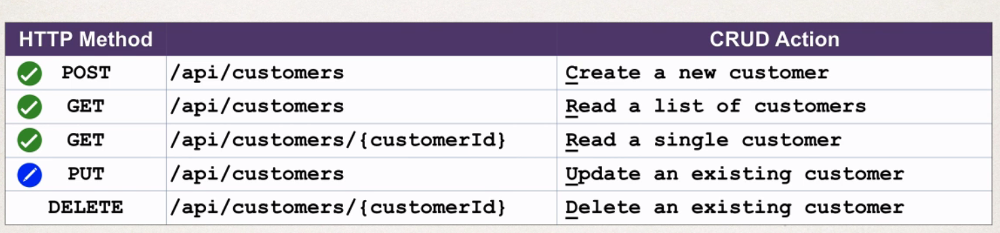 HTTP Method CRUD Action
POST /api/customers Create a new customer
GET /api/customers Read a list of customers
GET /api/customers/{customerId} Read a single customer
PUT /api/customers Update an existing customer
DELETE /api/customers/{customerId} Delete an existing customer